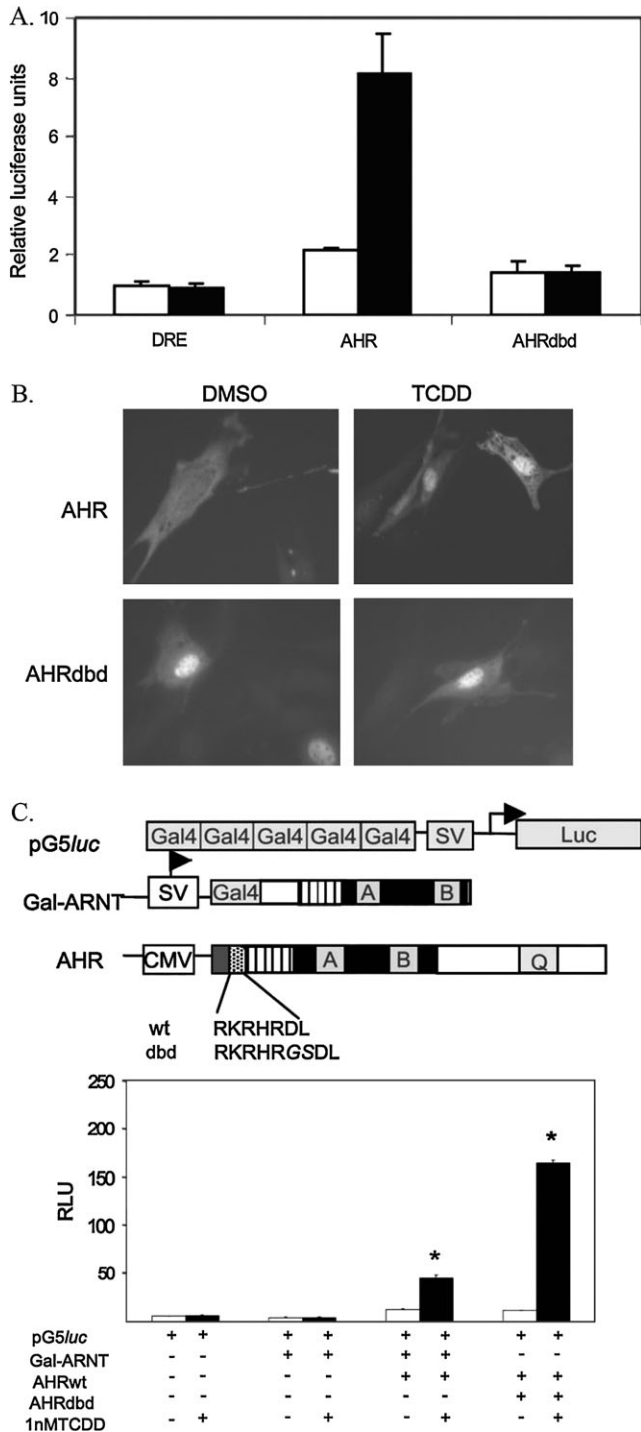 A.
Relative luciferase units
10
8
6
4
2
0
DRE AHR AHRdbd
B.
DMSO TCDD
AHR
AHRdbd
C.
pG5luc Gal4 Gal4 Gal4 Gal4 Gal4 SV Luc
Gal-ARNT SV Gal4 A B
AHR CMV A B Q
wt RKRHRDL
dbd RKRHRGSDL
RLU
250
200
150
100
50
* *
pG5luc + + + + + + + +
Gal-ARNT - - + + + + - -
AHRwt - - - - + + + +
AHRdbd - - - - - - + +
1nMTCDD - + - + - + - +